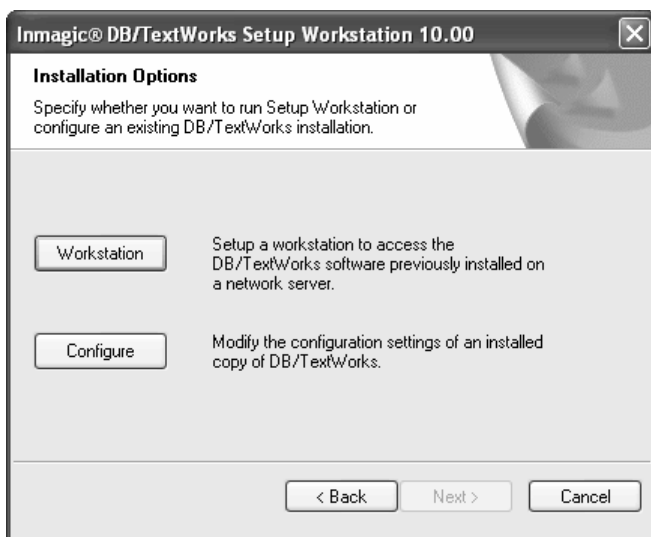 Inmagic® DB/TextWorks Setup Workstation 10.00
Installation Options
Specify whether you want to run Setup Workstation or
configure an existing DB/TextWorks installation.
Workstation
Setup a workstation to access the
DB/TextWorks software previously installed on
a network server.
Configure
Modify the configuration settings of an installed
copy of DB/TextWorks.
< Back
Next >
Cancel